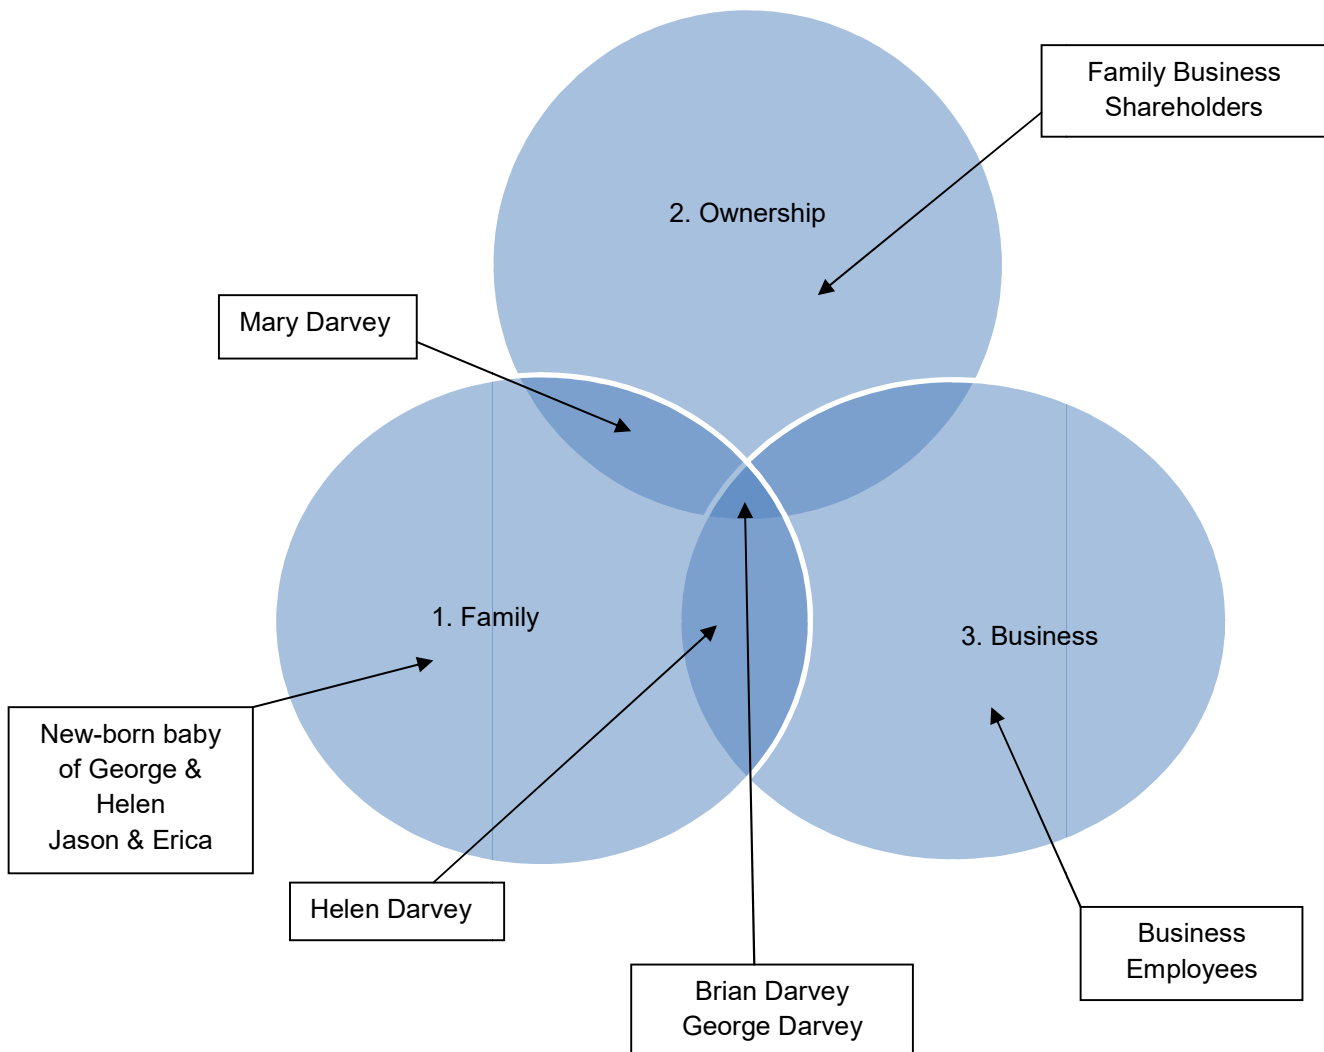 Family Business
Shareholders
2. Ownership
Mary Darvey
1. Family
3. Business
New-born baby
of George &
Helen
Jason & Erica
Helen Darvey
Business
Employees
Brian Darvey
George Darvey